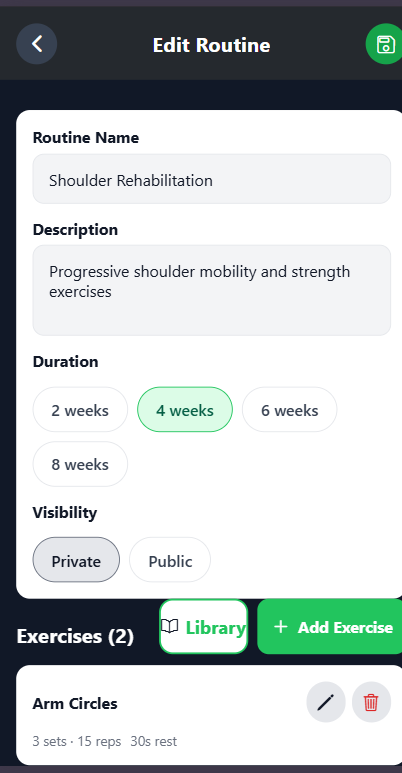 Edit Routine
Routine Name
Shoulder Rehabilitation
Description
Progressive shoulder mobility and strength
exercises
Duration
2 weeks
4 weeks
6 weeks
8 weeks
Visibility
Private
Public
Exercises (2)
Library
+ Add Exercise
Arm Circles
3 sets · 15 reps 30s rest